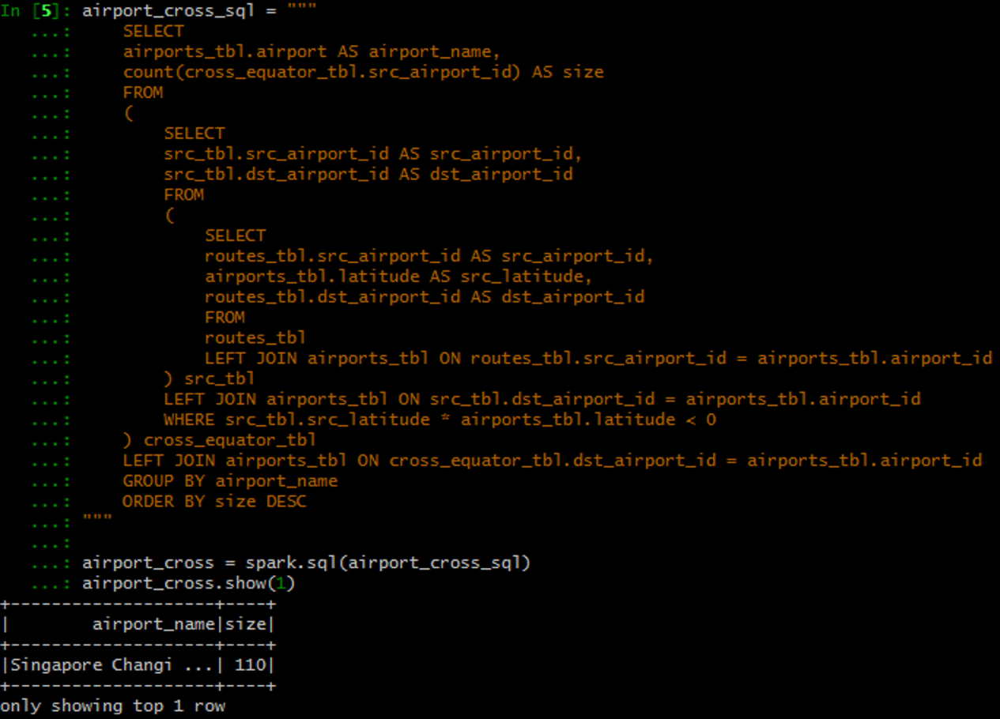 In [5]: airport_cross_sql = """
...: SELECT
...: airports_tbl.airport AS airport_name,
...: count(cross_equator_tbl.src_airport_id) AS size
...: FROM
...: (
...: SELECT
...: src_tbl.src_airport_id AS src_airport_id,
...: src_tbl.dst_airport_id AS dst_airport_id
...: FROM
...: (
...: SELECT
...: routes_tbl.src_airport_id AS src_airport_id,
...: airports_tbl.latitude AS src_latitude,
...: routes_tbl.dst_airport_id AS dst_airport_id
...: FROM
...: routes_tbl
...: LEFT JOIN airports_tbl ON routes_tbl.src_airport_id = airports_tbl.airport_id
...: ) src_tbl
...: LEFT JOIN airports_tbl ON src_tbl.dst_airport_id = airports_tbl.airport_id
...: WHERE src_tbl.src_latitude * airports_tbl.latitude < 0
...: ) cross_equator_tbl
...: LEFT JOIN airports_tbl ON cross_equator_tbl.dst_airport_id = airports_tbl.airport_id
...: GROUP BY airport_name
...: ORDER BY size DESC
...: """
...:
...: airport_cross = spark.sql(airport_cross_sql)
...: airport_cross.show(1)
+--------------------+----+
|        airport_name|size|
+--------------------+----+
|Singapore Changi ...| 110|
+--------------------+----+
only showing top 1 row